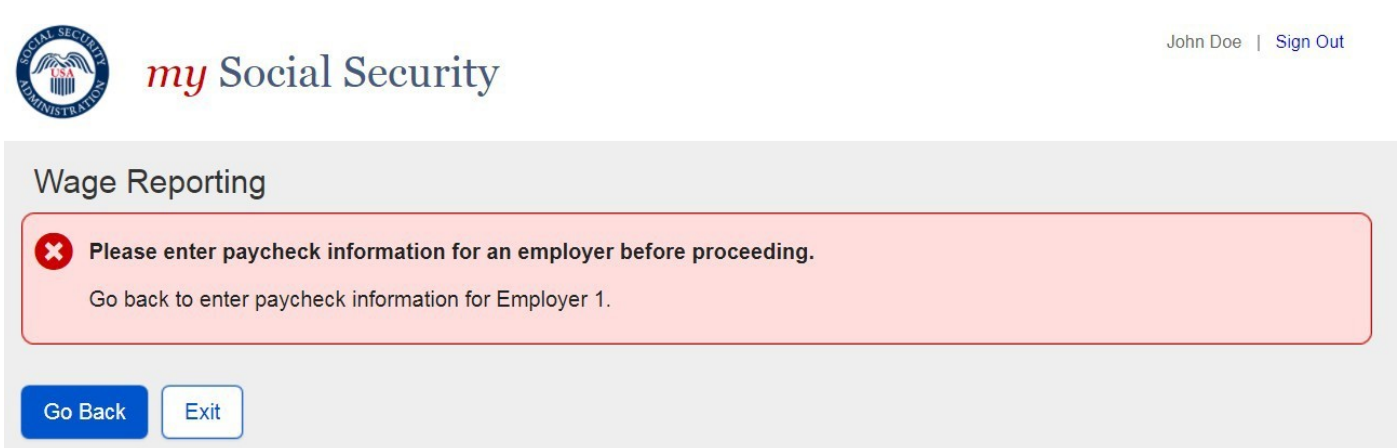 SOCIAL SECURITY ADMINISTRATION
USA
my Social Security
John Doe | Sign Out
Wage Reporting
Please enter paycheck information for an employer before proceeding.
Go back to enter paycheck information for Employer 1.
Go Back
Exit